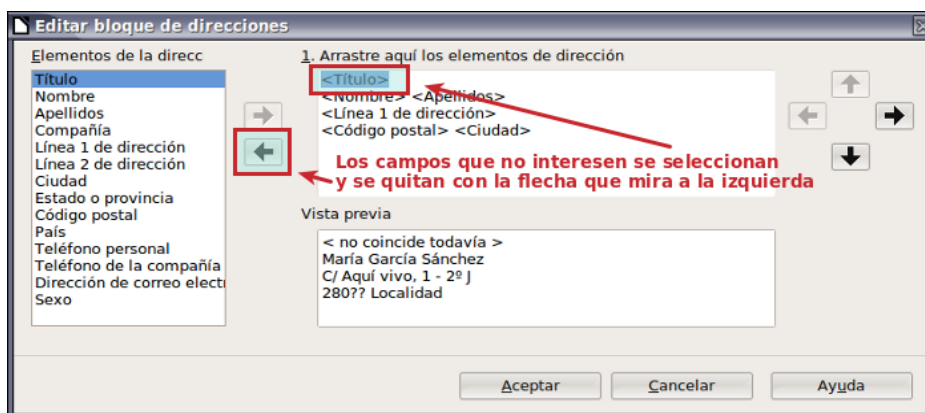 Editar bloque de direcciones
Elementos de la direcc
Título
Nombre
Apellidos
Compañía
Línea 1 de dirección
Línea 2 de dirección
Ciudad
Estado o provincia
Código postal
País
Teléfono personal
Teléfono de la compañía
Dirección de correo elect
Sexo
1. Arrastre aquí los elementos de dirección
<Título>
<Nombre> <Apellidos>
<Línea 1 de dirección>
<Código postal> <Ciudad>
Los campos que no interesen se seleccionan
y se quitan con la flecha que mira a la izquierda
Vista previa
< no coincide todavía >
María García Sánchez
C/ Aquí vivo, 1 - 2º J
280?? Localidad
Aceptar
Cancelar
Ayuda